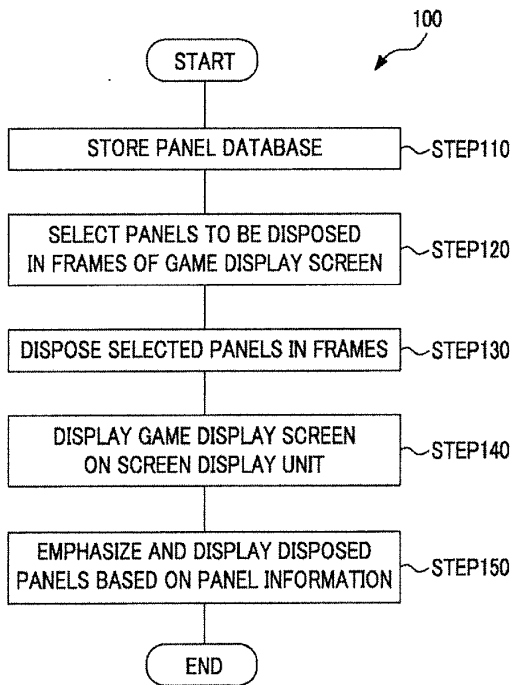 100
START
STORE PANEL DATABASE
STEP110
SELECT PANELS TO BE DISPOSED
IN FRAMES OF GAME DISPLAY SCREEN
STEP120
DISPOSE SELECTED PANELS IN FRAMES
STEP130
DISPLAY GAME DISPLAY SCREEN
ON SCREEN DISPLAY UNIT
STEP140
EMPHASIZE AND DISPLAY DISPOSED
PANELS BASED ON PANEL INFORMATION
STEP150
END